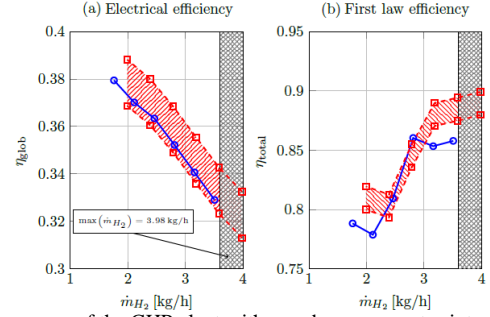 (a) Electrical efficiency
(b) First law efficiency
0.4
0.38
0.36
0.34
0.32
0.3
η_glob
max(ṁ_H₂) = 3.98 kg/h
1 2 3 4
ṁ_H₂ [kg/h]
0.95
0.9
0.85
0.8
0.75
η_total
1 2 3 4
ṁ_H₂ [kg/h]